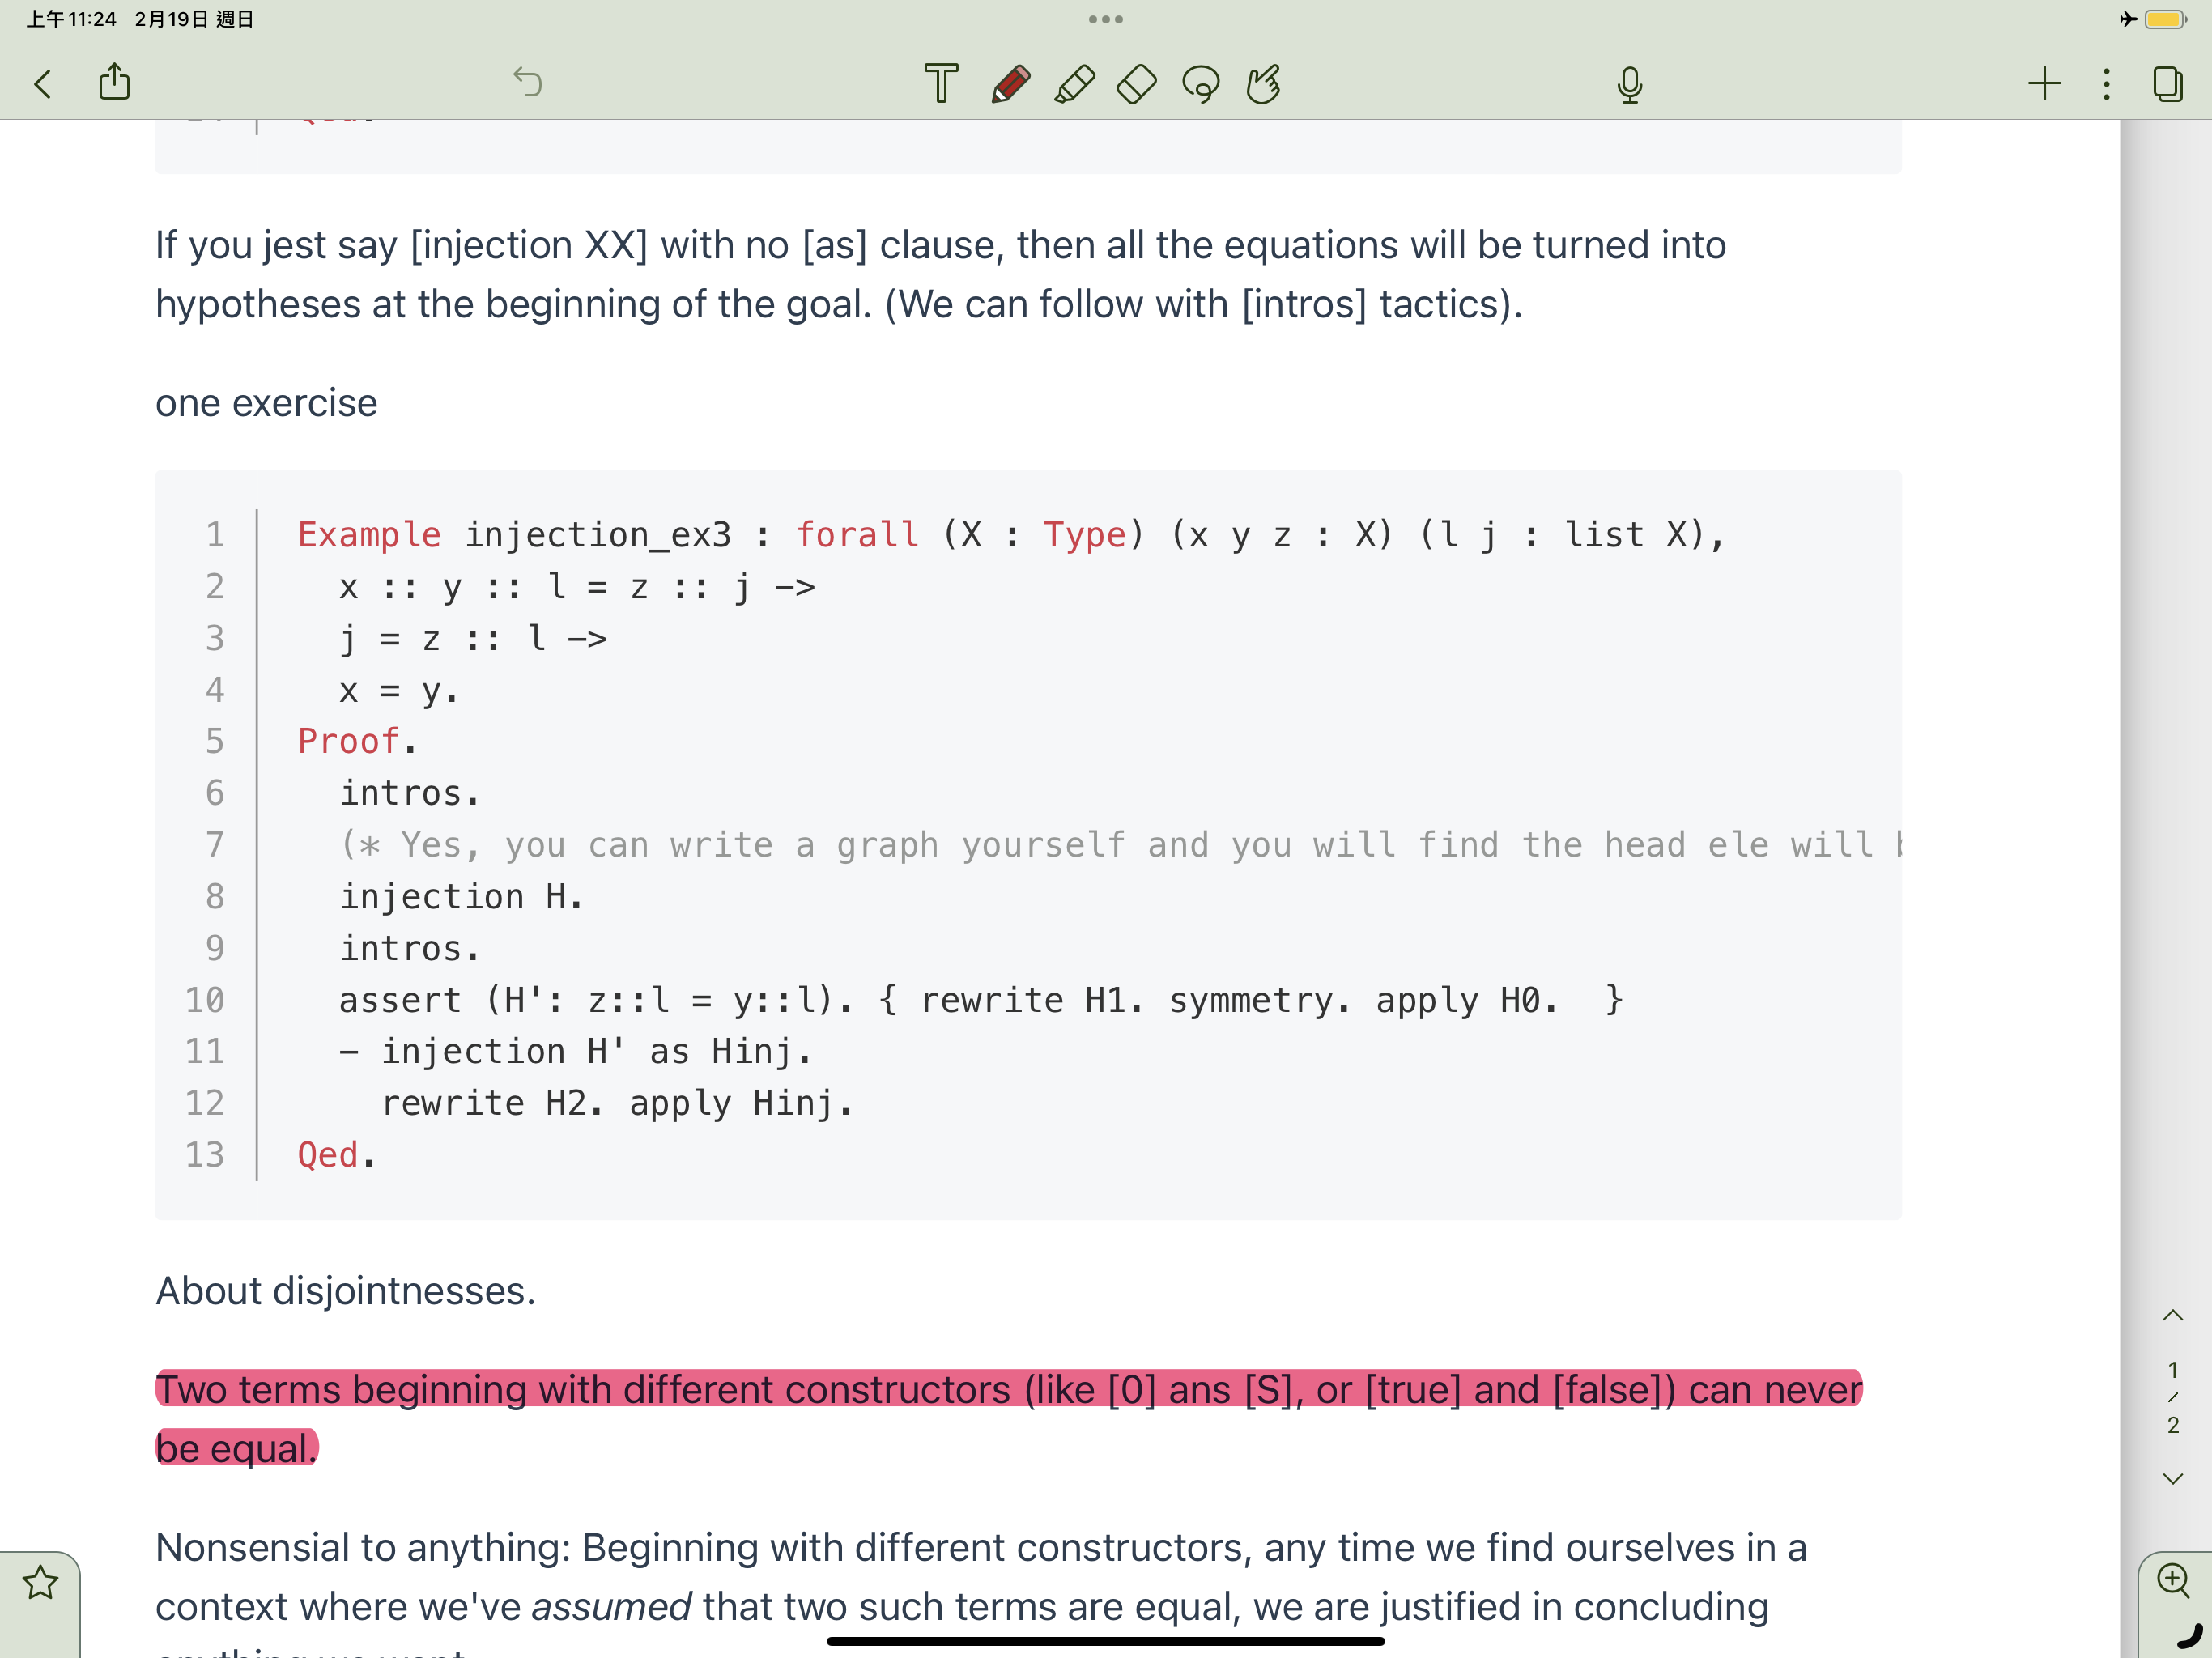 上午11:24 2月19日 週日
If you jest say [injection XX] with no [as] clause, then all the equations will be turned into
hypotheses at the beginning of the goal. (We can follow with [intros] tactics).
one exercise
1 Example injection_ex3 : forall (X : Type) (x y z : X) (l j : list X),
2 x :: y :: l = z :: j ->
3 j = z :: l ->
4 x = y.
5 Proof.
6 intros.
7 (* Yes, you can write a graph yourself and you will find the head ele will
8 injection H.
9 intros.
10 assert (H': z::l = y::l). { rewrite H1. symmetry. apply H0. }
11 - injection H' as Hinj.
12 rewrite H2. apply Hinj.
13 Qed.
About disjointnesses.
Two terms beginning with different constructors (like [0] ans [S], or [true] and [false]) can never
be equal.
Nonsensial to anything: Beginning with different constructors, any time we find ourselves in a
context where we've assumed that two such terms are equal, we are justified in concluding
1
/
2